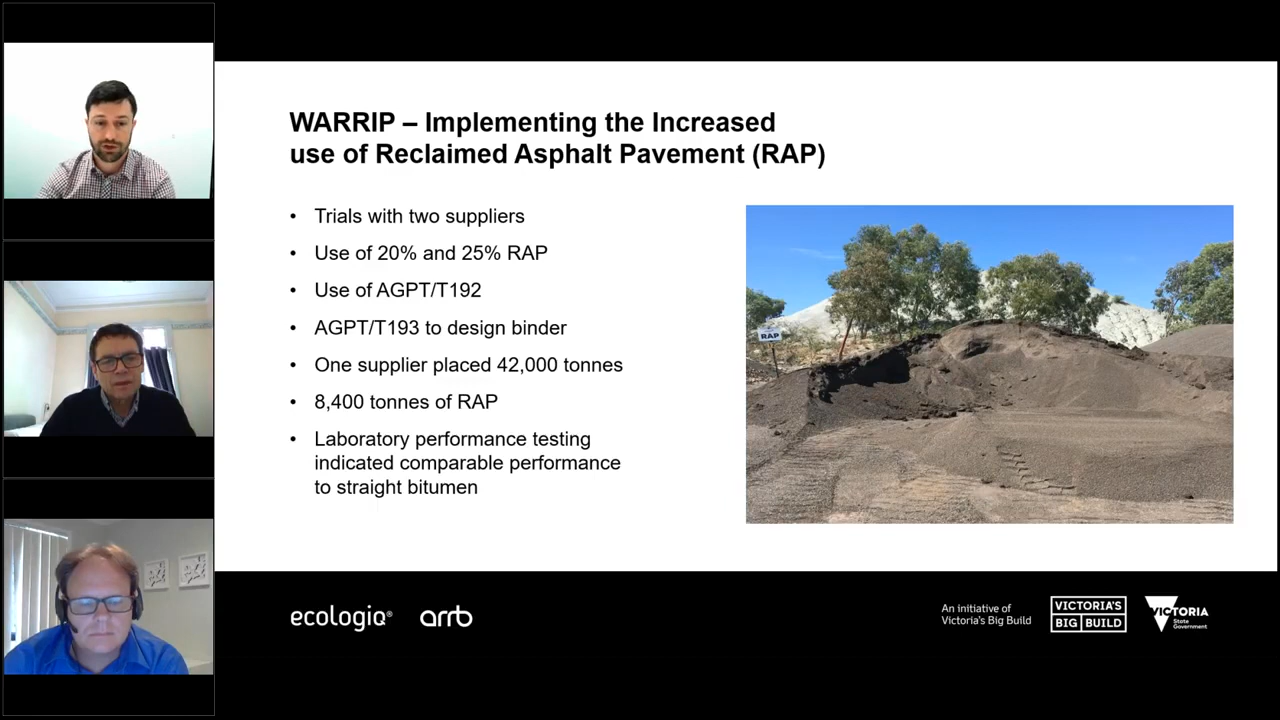 WARRIP – Implementing the Increased
use of Reclaimed Asphalt Pavement (RAP)
• Trials with two suppliers
• Use of 20% and 25% RAP
• Use of AGPT/T192
• AGPT/T193 to design binder
• One supplier placed 42,000 tonnes
• 8,400 tonnes of RAP
• Laboratory performance testing
indicated comparable performance
to straight bitumen
RAP
ecologiq®
arrb
An initiative of
Victoria's Big Build
VICTORIA'S
BIG BUILD
VICTORIA
State
Government